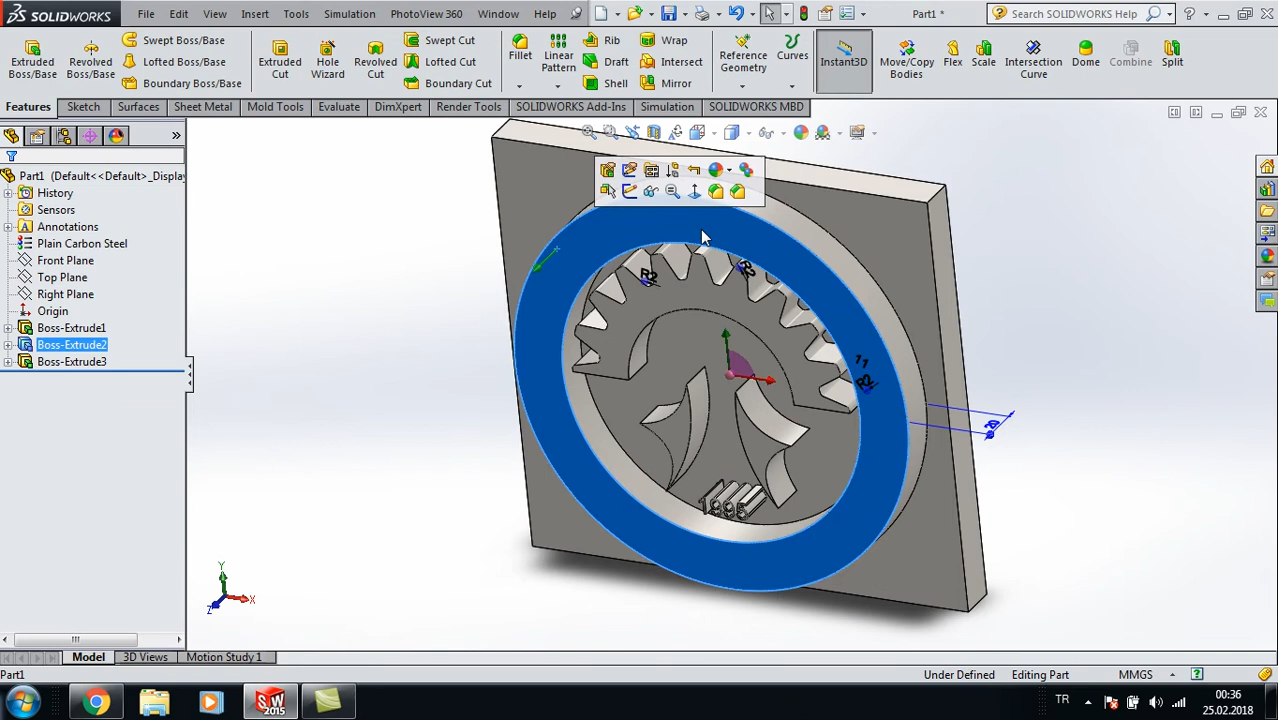 SOLIDWORKS File Edit View Insert Tools Simulation PhotoView 360 Window Help Part1 * Search SOLIDWORKS Help
Extruded Boss/Base
Revolved Boss/Base
Swept Boss/Base
Lofted Boss/Base
Boundary Boss/Base
Extruded Cut
Hole Wizard
Revolved Cut
Swept Cut
Lofted Cut
Boundary Cut
Fillet
Linear Pattern
Rib
Draft
Shell
Wrap
Intersect
Mirror
Reference Geometry
Curves
Instant3D
Move/Copy Bodies
Flex
Scale
Intersection Curve
Dome
Combine
Split
Features Sketch Surfaces Sheet Metal Mold Tools Evaluate DimXpert Render Tools SOLIDWORKS Add-Ins Simulation SOLIDWORKS MBD
Part1 (Default<<Default>_Display
History
Sensors
Annotations
Plain Carbon Steel
Front Plane
Top Plane
Right Plane
Origin
Boss-Extrude1
Boss-Extrude2
Boss-Extrude3
R2
R2
11
R2
20
1895
Y
X
Z
Model 3D Views Motion Study 1
Part1 Under Defined Editing Part MMGS
SW
2015
TR
00:36
25.02.2018